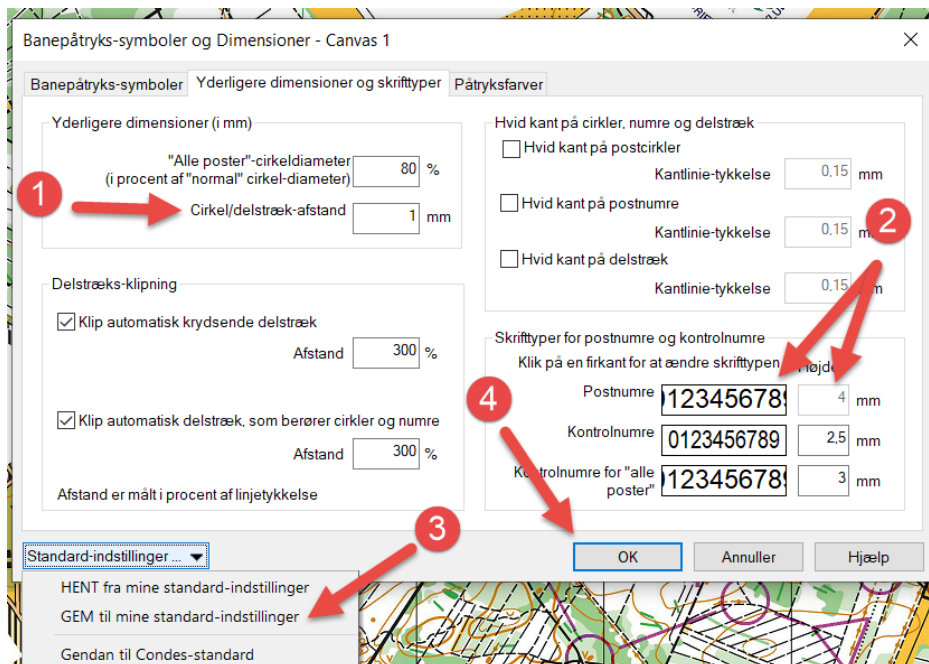 Banepåtryks-symboler og Dimensioner - Canvas 1
Banepåtryks-symboler
Yderligere dimensioner og skrifttyper
Påtryksfarver
Yderligere dimensioner (i mm)
"Alle poster"-cirkeldiameter
(i procent af "normal" cirkel-diameter)
80 %
1
Cirkel/delstræk-afstand
1 mm
Delstræks-klipning
Klip automatisk krydsende delstræk
Afstand 300 %
Klip automatisk delstræk, som berører cirkler og numre
Afstand 300 %
Afstand er målt i procent af linjetykkelse
Hvid kant på cirkler, numre og delstræk
Hvid kant på postcirkler
Kantlinie-tykkelse 0,15 mm
Hvid kant på postnumre
Kantlinie-tykkelse 0,15
2
Hvid kant på delstræk
Kantlinie-tykkelse 0,15
Skrifttyper for postnumre og kontrolnumre
Klik på en firkant for at ændre skrifttypen
4
Postnumre 0123456789 4 mm
Kontrolnumre 0123456789 2,5 mm
Kontrolnumre for "alle
poster"
0123456789 3 mm
3
Standard-indstillinger ...
OK
Annuller
Hjælp
HENT fra mine standard-indstillinger
GEM til mine standard-indstillinger
Gendan til Condes-standard